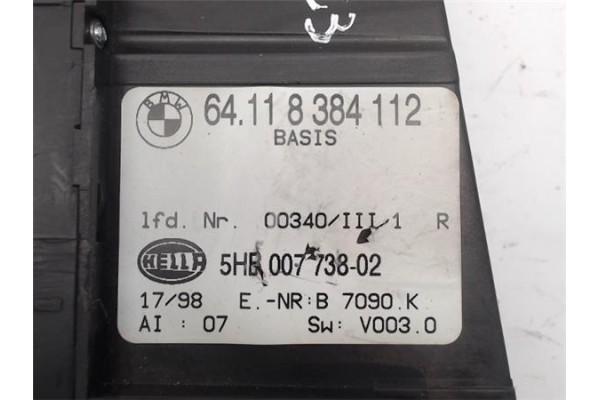 BMW
64.11 8 384 112
BASIS
lfd. Nr. 00340/III/1 R
HELLA 5HB 007 738-02
17/98 E.-NR:B 7090.K
AI : 07 Sw: V003.0